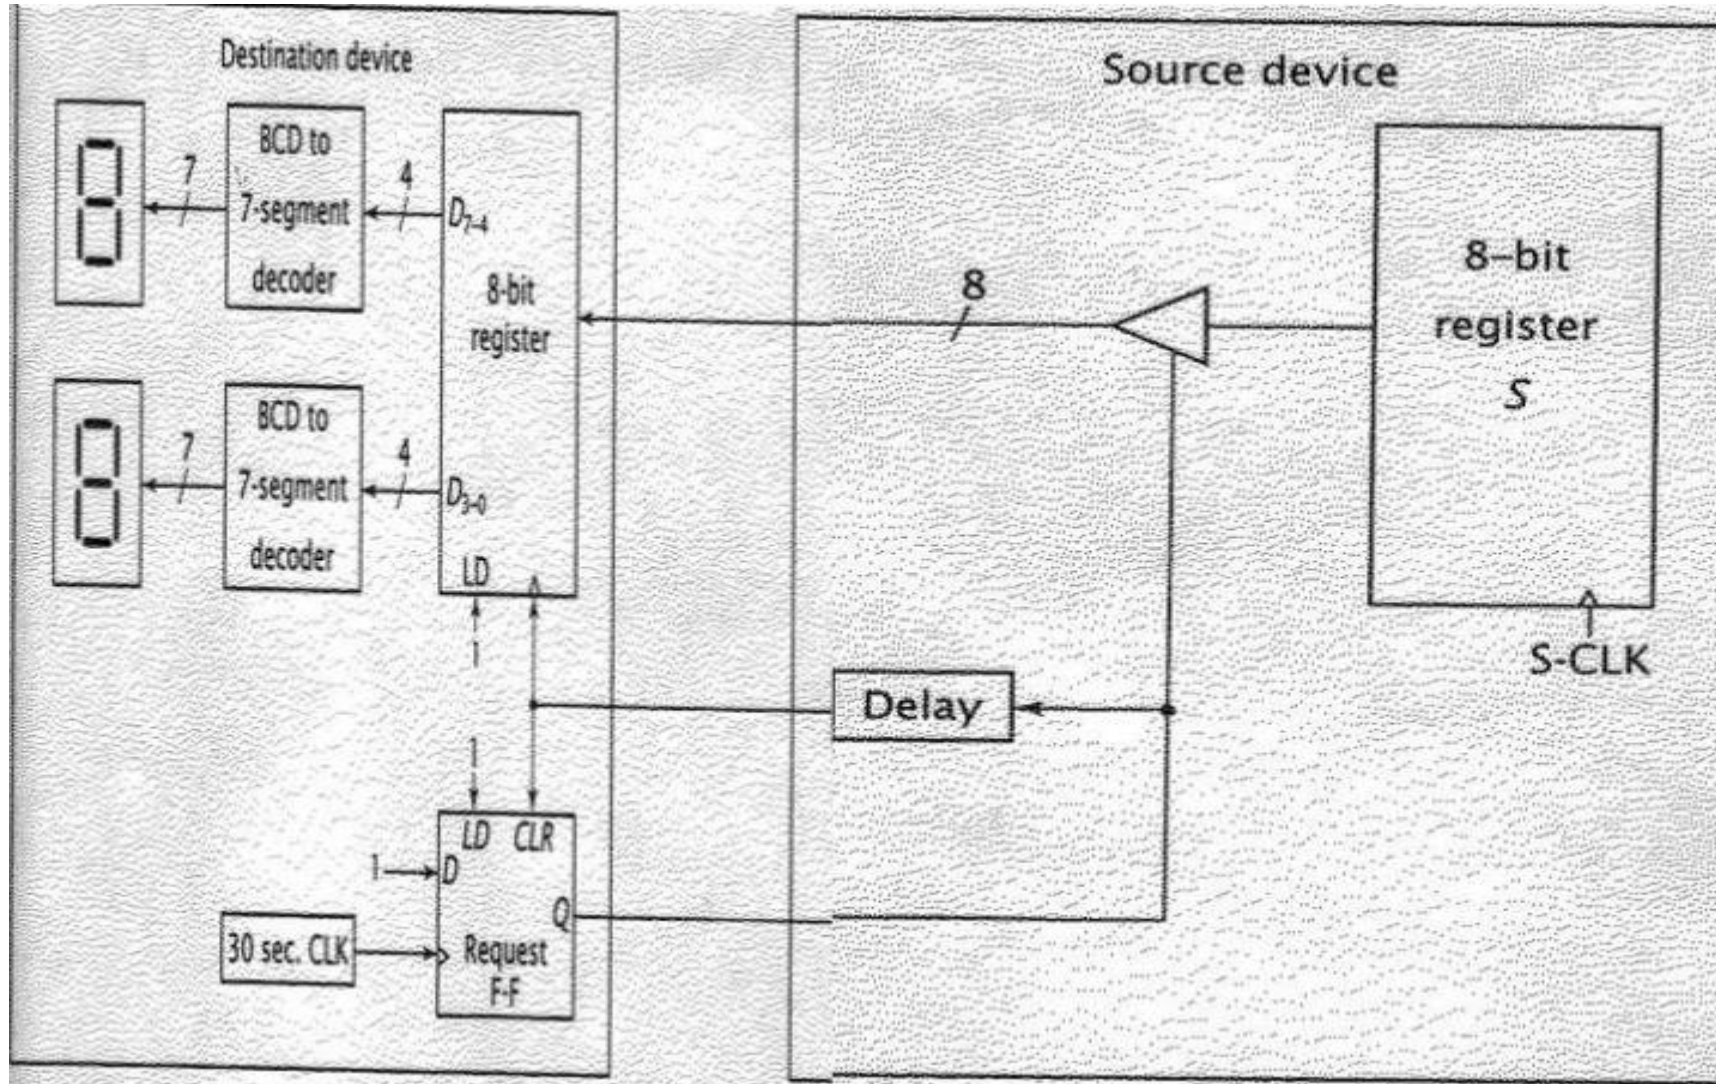 Destination device
BCD to
7-segment
decoder
7
4
D7–4
8-bit
register
BCD to
7-segment
decoder
7
4
D3–0
LD
1
1
LD CLR
1
D
Q
30 sec. CLK
Request
F-F
Source device
8
8–bit
register
S
S-CLK
Delay